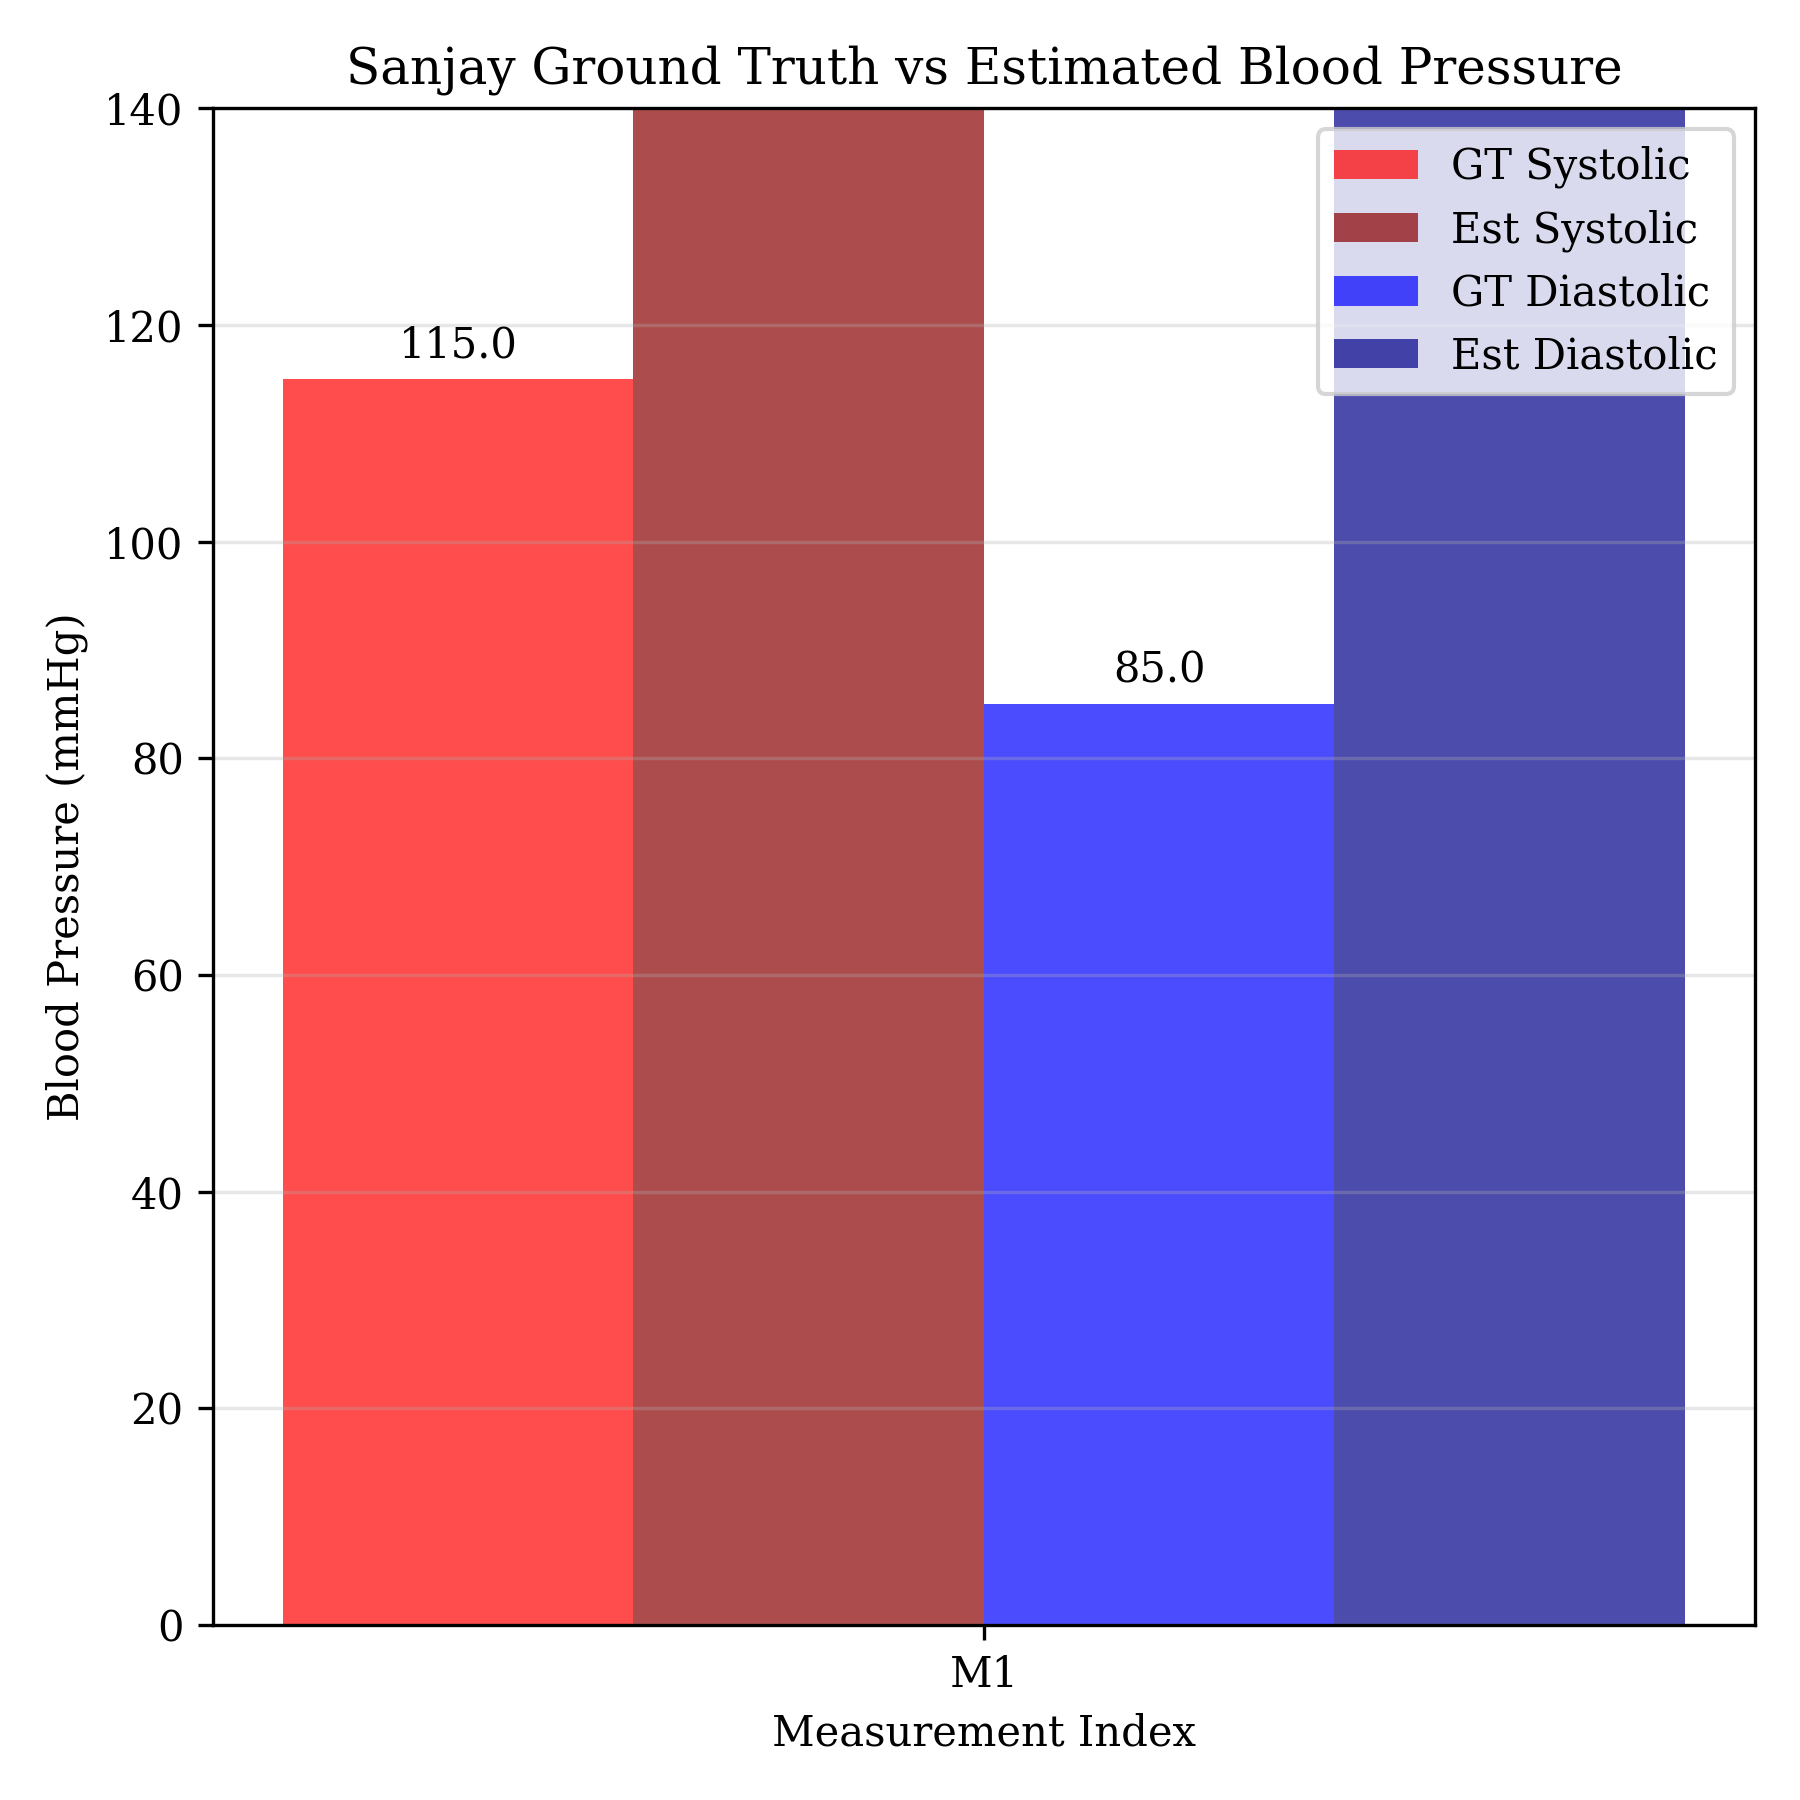 Sanjay Ground Truth vs Estimated Blood Pressure
140
120
100
80
60
40
20
0
Blood Pressure (mmHg)
115.0
85.0
GT Systolic
Est Systolic
GT Diastolic
Est Diastolic
M1
Measurement Index